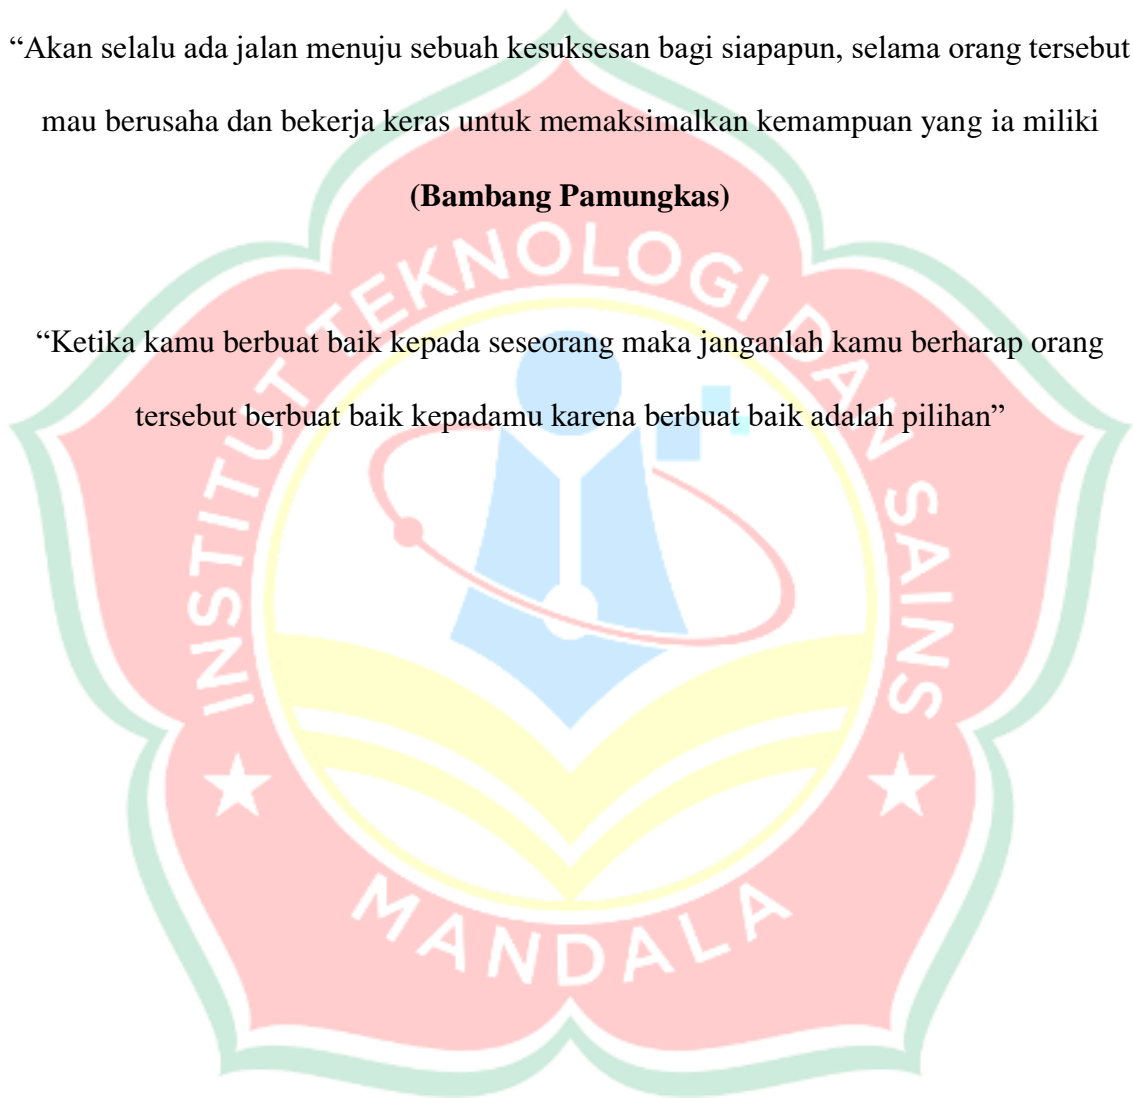 “Akan selalu ada jalan menuju sebuah kesuksesan bagi siapapun, selama orang tersebut
mau berusaha dan bekerja keras untuk memaksimalkan kemampuan yang ia miliki
(Bambang Pamungkas)
“Ketika kamu berbuat baik kepada seseorang maka janganlah kamu berharap orang
tersebut berbuat baik kepadamu karena berbuat baik adalah pilihan”
INSTITUT TEKNOLOGI DAN SAINS
MANDALA